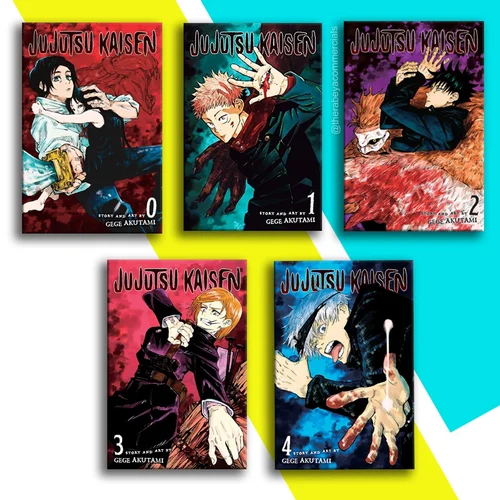 JUJUTSU KAISEN
0
STORY AND ART BY
GEGE AKUTAMI
JUJUTSU KAISEN
1
STORY AND ART BY
GEGE AKUTAMI
JUJUTSU KAISEN
2
STORY AND ART BY
GEGE AKUTAMI
@therafleyacommercials
JUJUTSU KAISEN
3
STORY AND ART BY
GEGE AKUTAMI
JUJUTSU KAISEN
4
STORY AND ART BY
GEGE AKUTAMI